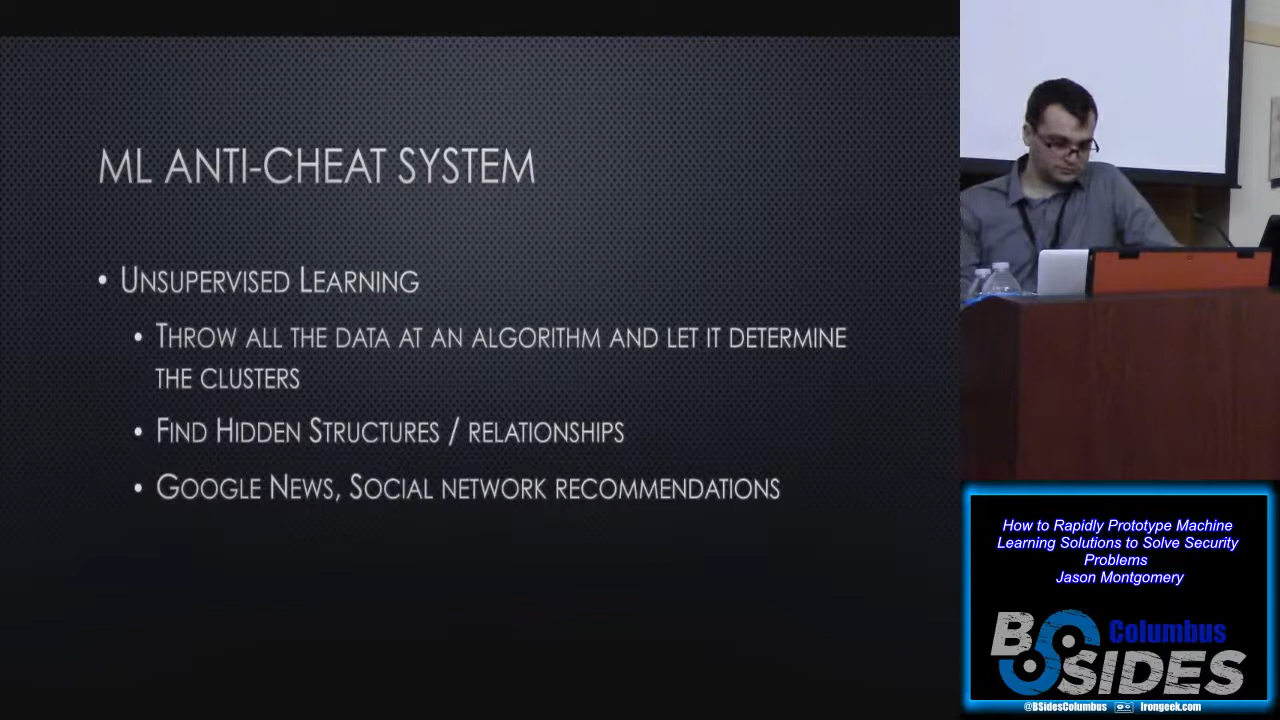 ML ANTI-CHEAT SYSTEM
• UNSUPERVISED LEARNING
• THROW ALL THE DATA AT AN ALGORITHM AND LET IT DETERMINE
THE CLUSTERS
• FIND HIDDEN STRUCTURES / RELATIONSHIPS
• GOOGLE NEWS, SOCIAL NETWORK RECOMMENDATIONS
How to Rapidly Prototype Machine
Learning Solutions to Solve Security
Problems
Jason Montgomery
BSIDES
Columbus
@BSidesColumbus Irongeek.com